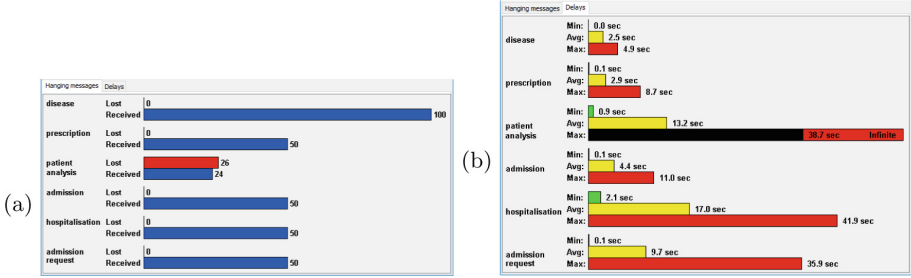 (a)
Hanging messages Delays
disease Lost 0
Received 100
prescription Lost 0
Received 50
patient Lost 26
analysis Received 24
admission Lost 0
Received 50
hospitalisation Lost 0
Received 50
admission Lost 0
request Received 50
(b)
Hanging messages Delays
Min: 0.0 sec
disease Avg: 2.5 sec
Max: 4.9 sec
Min: 0.1 sec
prescription Avg: 2.9 sec
Max: 8.7 sec
Min: 0.9 sec
patient Avg: 13.2 sec
analysis Max: 38.7 sec Infinite
Min: 0.1 sec
admission Avg: 4.4 sec
Max: 11.0 sec
Min: 2.1 sec
hospitalisation Avg: 17.0 sec
Max: 41.9 sec
Min: 0.1 sec
admission Avg: 9.7 sec
request Max: 35.9 sec